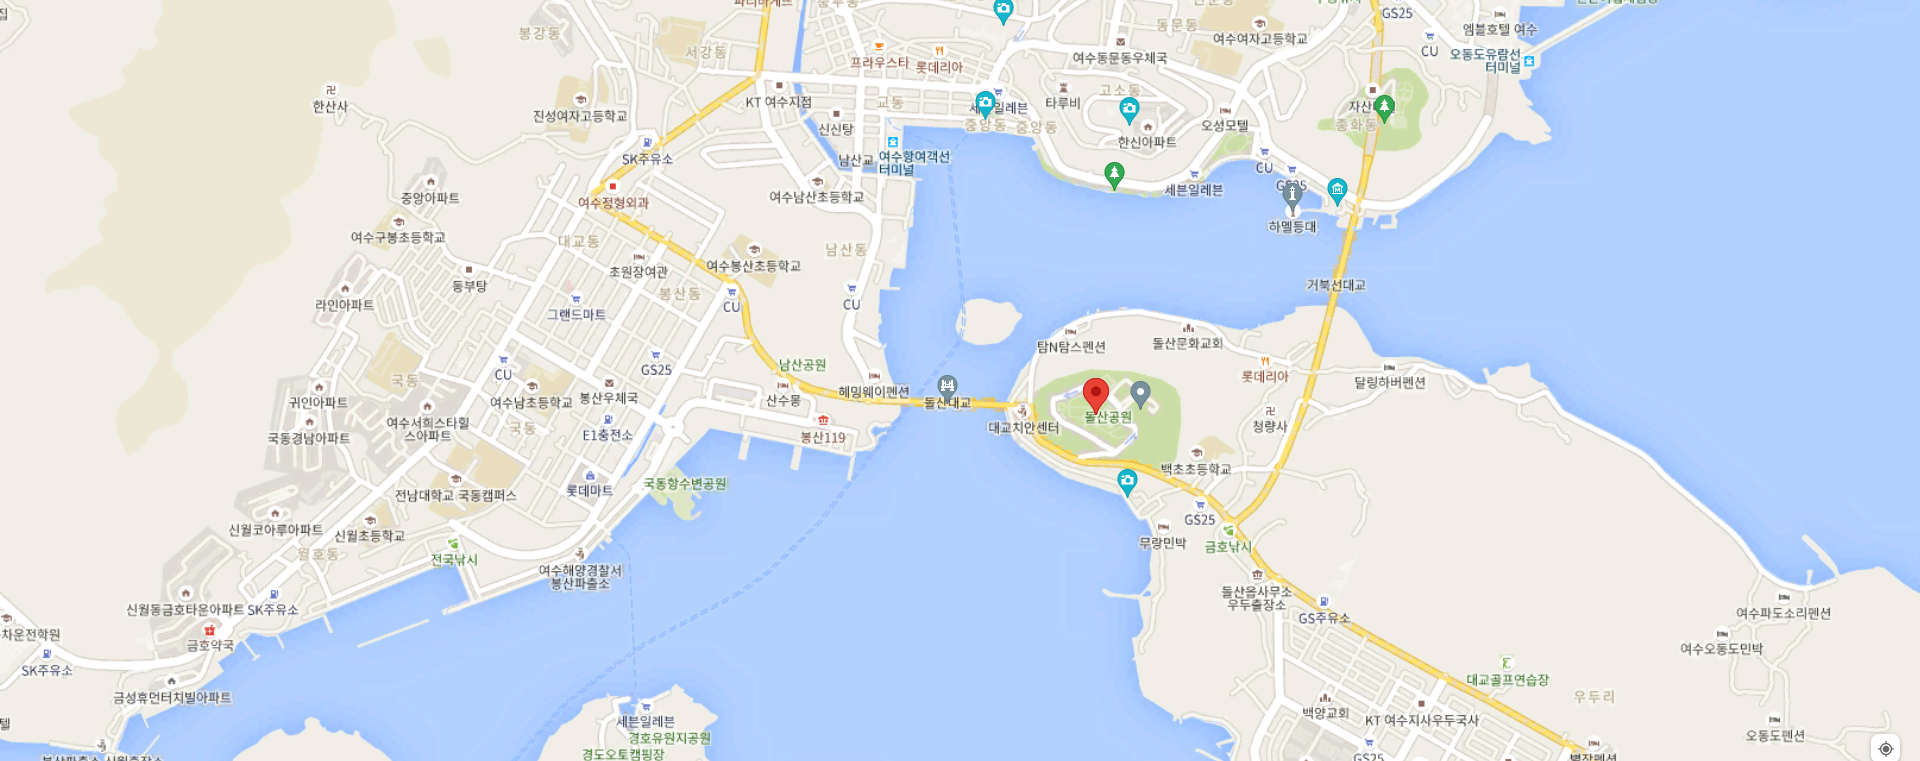 파리바게뜨
중부동
봉강동
서강동
프라우스타
롯데리아
동문동
여수동문동우체국
여수여자고등학교
GS25
CU
엠블호텔 여수
오동도유람선
터미널
한산사
진성여자고등학교
KT 여수지점
교동
신신탕
세븐일레븐
중앙동
중앙동
타루비
고소동
한신아파트
오성모텔
종화동
SK주유소
남산교
여수항여객선
터미널
CU
GS25
세븐일레븐
하멜등대
중앙아파트
여수정형외과
여수남산초등학교
여수구봉초등학교
대교동
남산동
초원장여관
여수봉산초등학교
동부탕
봉산동
라인아파트
그랜드마트
CU
CU
거북선대교
탐N탐스펜션
돌산문화교회
GS25
CU
남산공원
롯데리아
국동
달링하버펜션
귀인아파트
여수남초등학교
봉산우체국
산수몽
헤밍웨이펜션
돌산대교
돌산공원
여수서희스타힐
스아파트
국동
E1충전소
봉산119
대교치안센터
청량사
국동경남아파트
백초초등학교
롯데마트
국동항수변공원
전남대학교 국동캠퍼스
신월코아루아파트
신월초등학교
GS25
무랑민박
금호낚시
월호동
전국낚시
여수해양경찰서
봉산파출소
돌산읍사무소
우두출장소
신월동금호타운아파트
SK주유소
GS주유소
여수파도소리펜션
차운전학원
금호약국
여수오동도민박
SK주유소
대교골프연습장
금성휴먼터치빌아파트
우두리
백양교회
KT 여수지사우두국사
세븐일레븐
경호유원지공원
경도오토캠핑장
오동도펜션
GS25
별장펜션